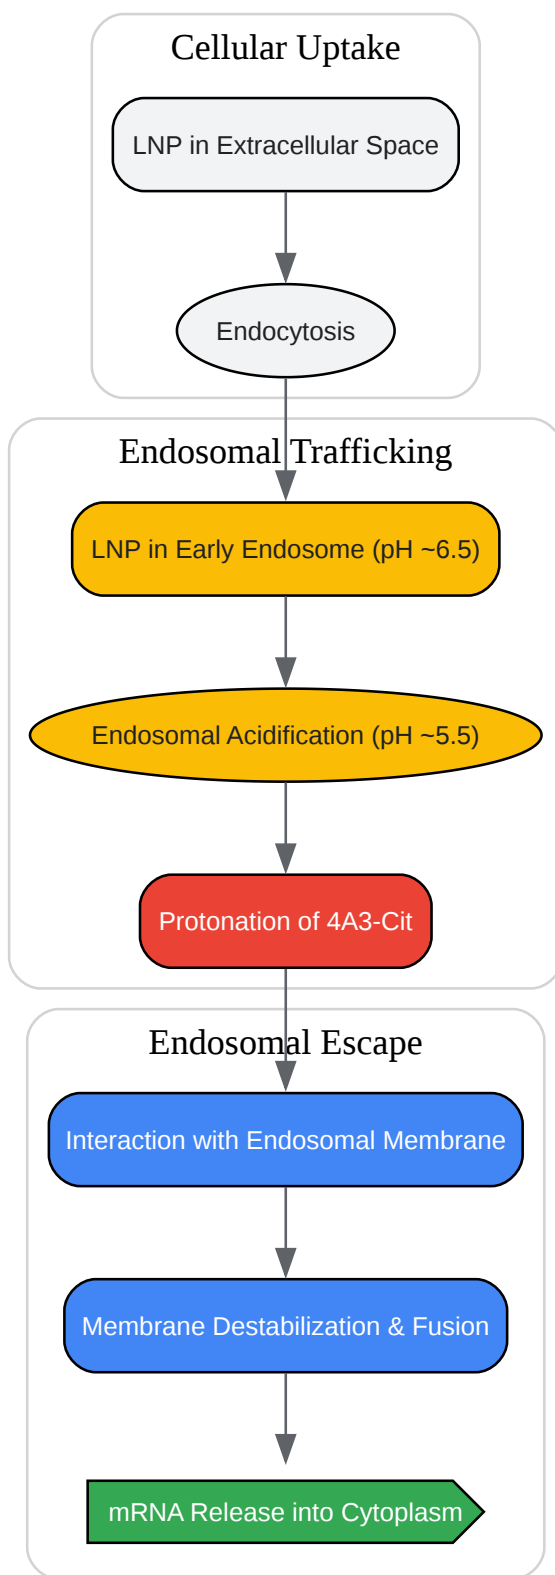 Cellular Uptake
LNP in Extracellular Space
Endocytosis
Endosomal Trafficking
LNP in Early Endosome (pH ~6.5)
Endosomal Acidification (pH ~5.5)
Protonation of 4A3-Cit
Endosomal Escape
Interaction with Endosomal Membrane
Membrane Destabilization & Fusion
mRNA Release into Cytoplasm